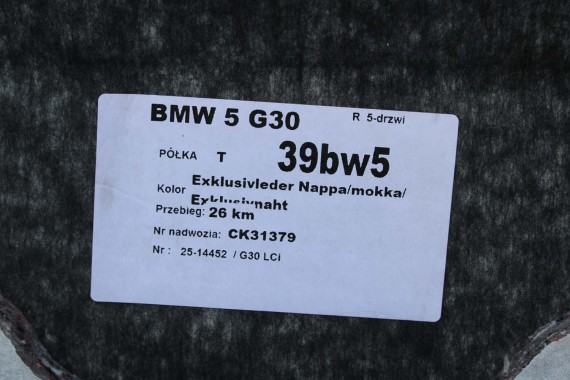 BMW 5 G30 R 5-drzwi
PÓŁKA T 39bw5
Kolor Exklusivleder Nappa/mokka/
Exklusivnaht
Przebieg: 26 km
Nr nadwozia: CK31379
Nr : 25-14452 / G30 LCi